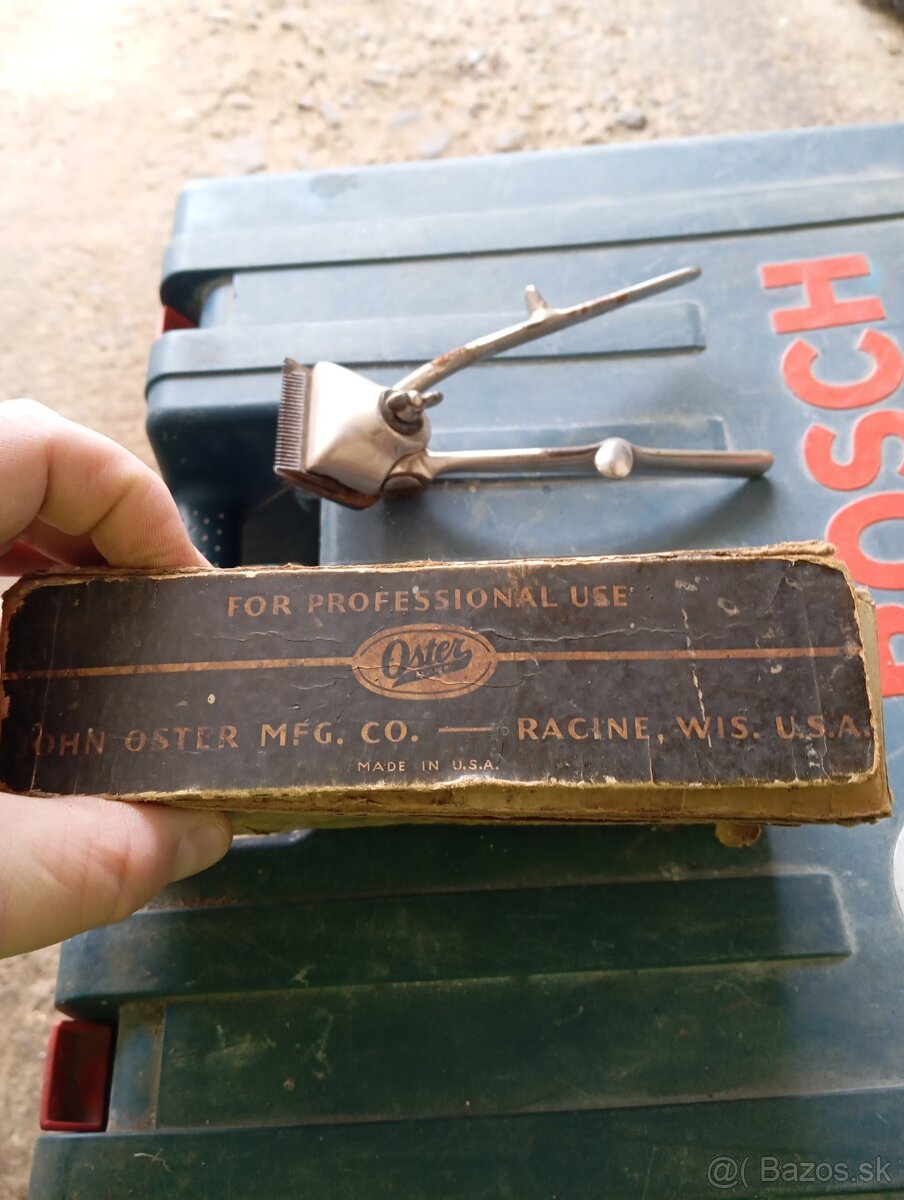 BOSCH
FOR PROFESSIONAL USE
Oster
JOHN OSTER MFG. CO. — RACINE, WIS. U.S.A.
MADE IN U.S.A.
@( Bazos.sk